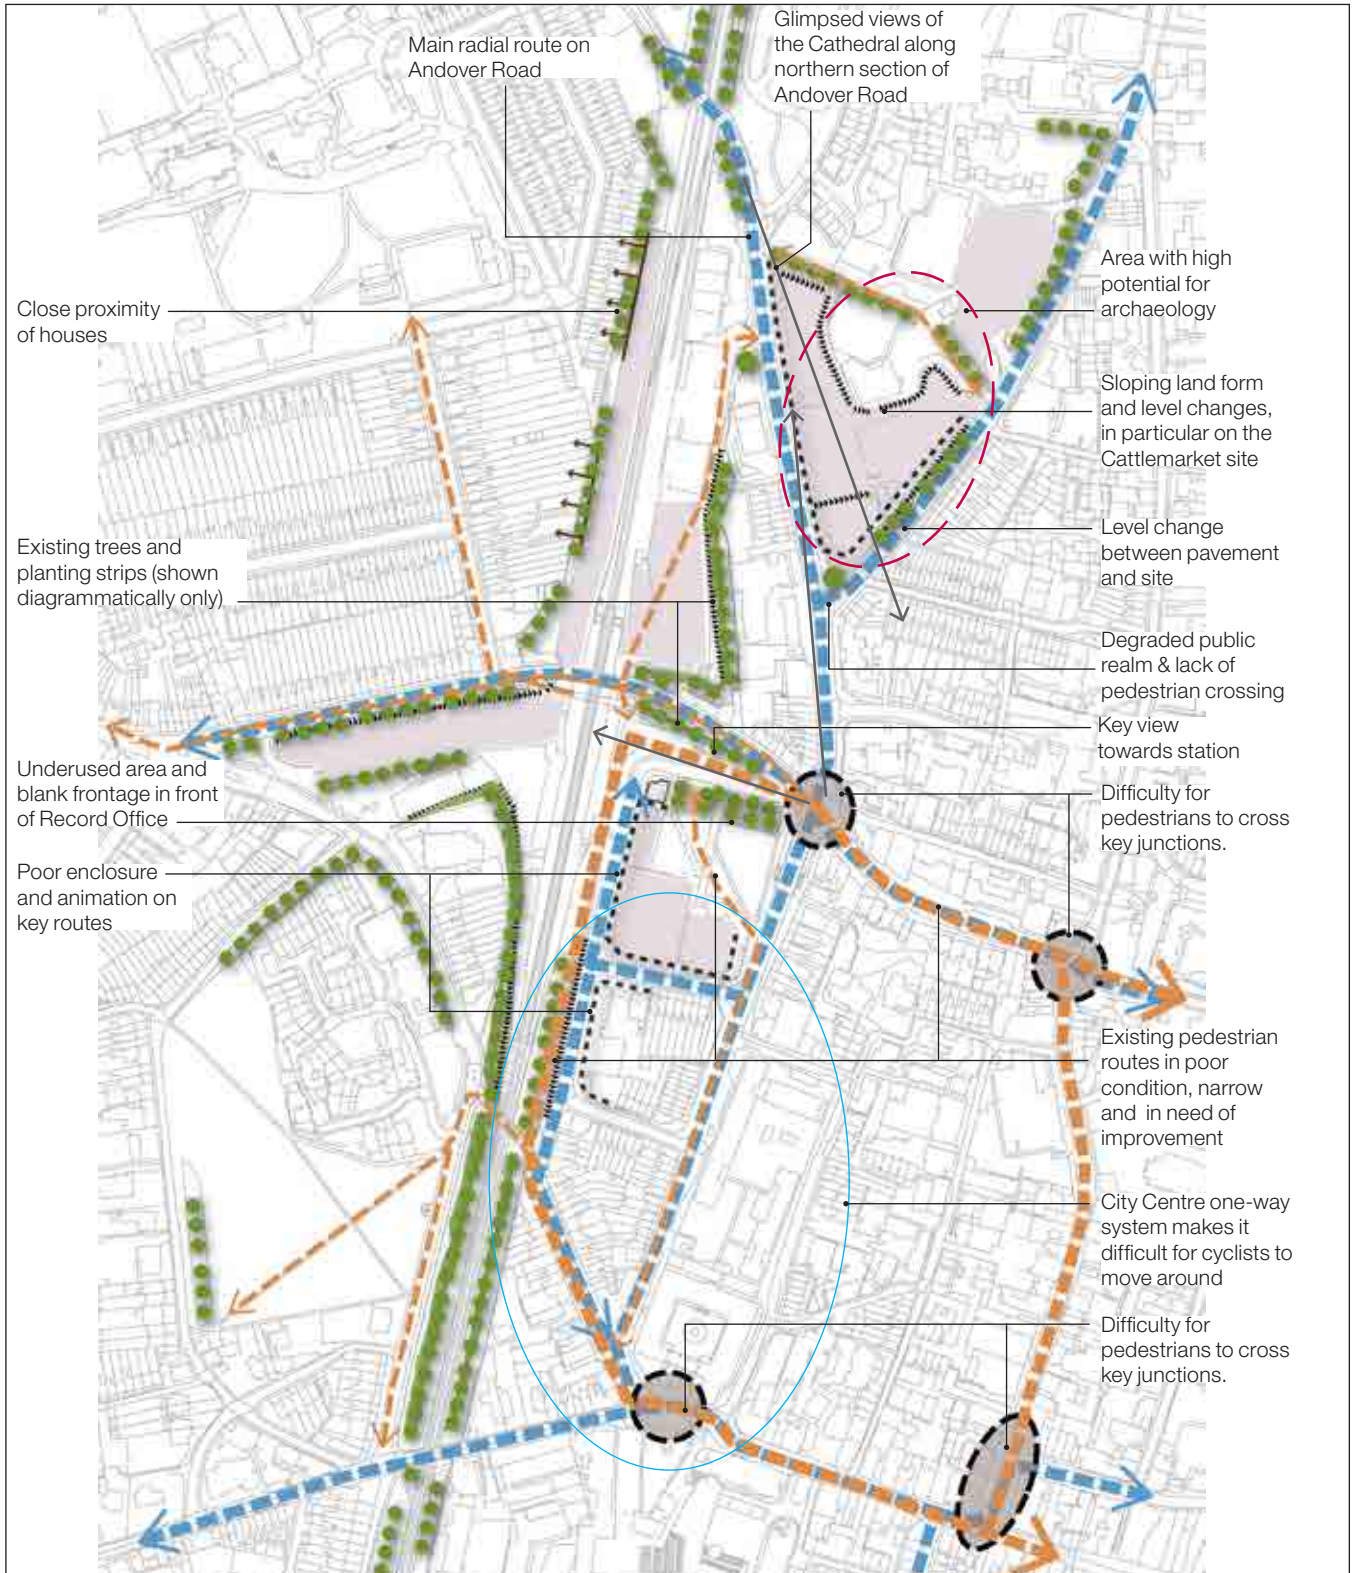 Main radial route on
Andover Road
Glimpsed views of
the Cathedral along
northern section of
Andover Road
Close proximity
of houses
Area with high
potential for
archaeology
Sloping land form
and level changes,
in particular on the
Cattlemarket site
Existing trees and
planting strips (shown
diagrammatically only)
Level change
between pavement
and site
Degraded public
realm & lack of
pedestrian crossing
Key view
towards station
Underused area and
blank frontage in front
of Record Office
Difficulty for
pedestrians to cross
key junctions.
Poor enclosure
and animation on
key routes
Existing pedestrian
routes in poor
condition, narrow
and in need of
improvement
City Centre one-way
system makes it
difficult for cyclists to
move around
Difficulty for
pedestrians to cross
key junctions.